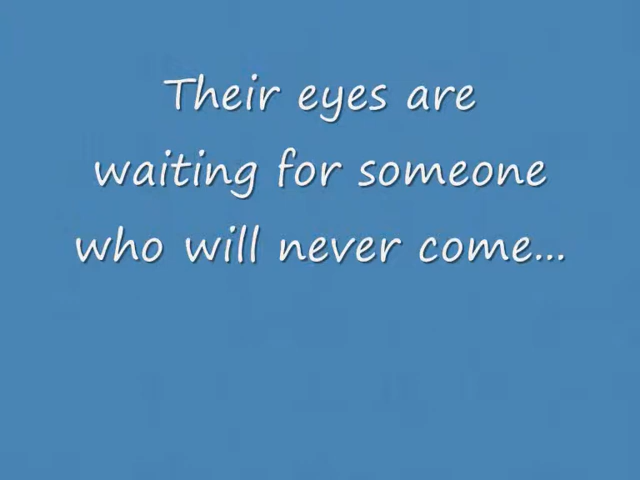 Their eyes are
waiting for someone
who will never come...